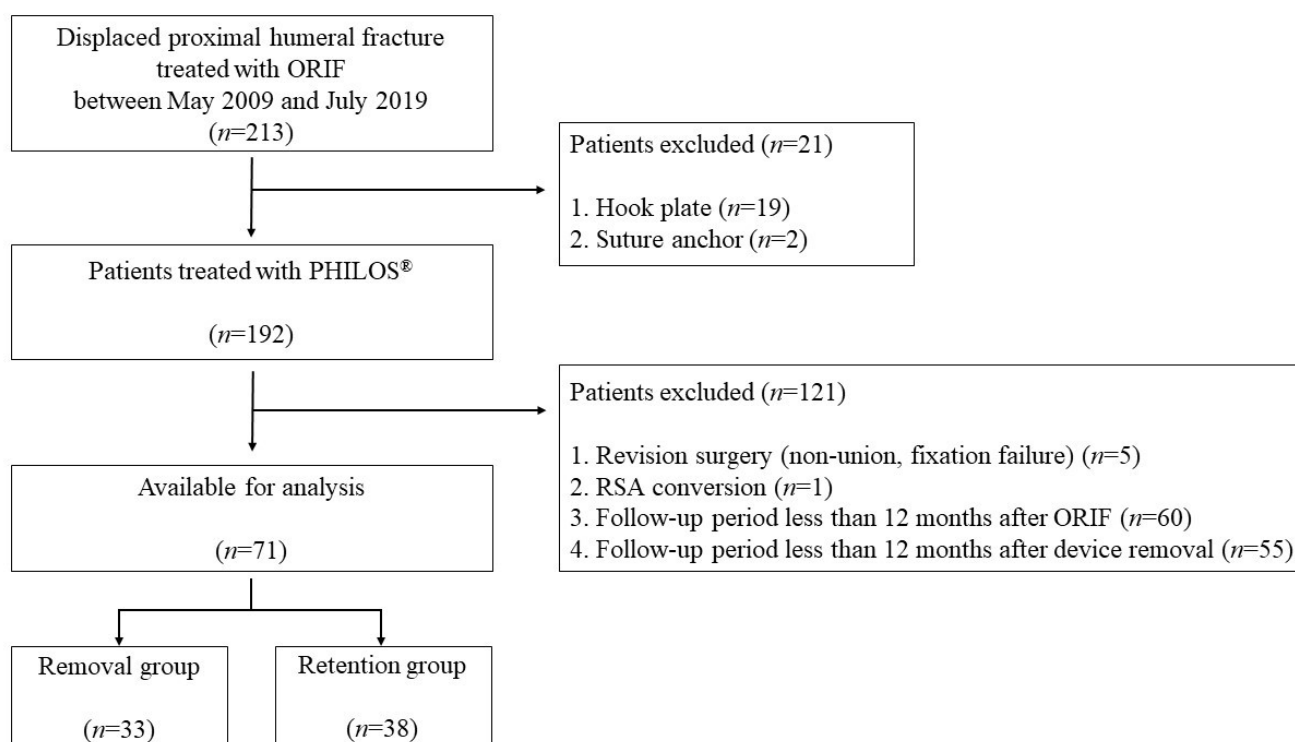 Displaced proximal humeral fracture
treated with ORIF
between May 2009 and July 2019
(n=213)
Patients excluded (n=21)
1. Hook plate (n=19)
2. Suture anchor (n=2)
Patients treated with PHILOS®
(n=192)
Patients excluded (n=121)
1. Revision surgery (non-union, fixation failure) (n=5)
2. RSA conversion (n=1)
3. Follow-up period less than 12 months after ORIF (n=60)
4. Follow-up period less than 12 months after device removal (n=55)
Available for analysis
(n=71)
Removal group
(n=33)
Retention group
(n=38)